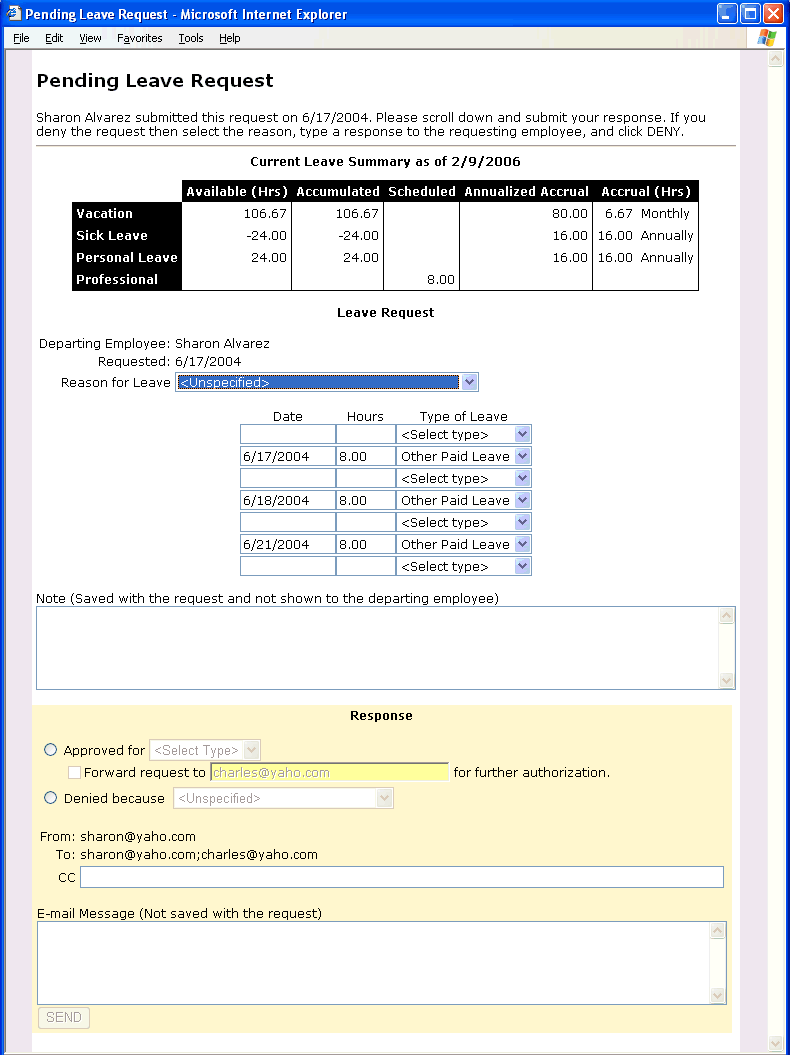 Pending Leave Request - Microsoft Internet Explorer
File Edit View Favorites Tools Help
Pending Leave Request
Sharon Alvarez submitted this request on 6/17/2004. Please scroll down and submit your response. If you
deny the request then select the reason, type a response to the requesting employee, and click DENY.
Current Leave Summary as of 2/9/2006
Available (Hrs) Accumulated Scheduled Annualized Accrual Accrual (Hrs)
Vacation 106.67 106.67 80.00 6.67 Monthly
Sick Leave -24.00 -24.00 16.00 16.00 Annually
Personal Leave 24.00 24.00 16.00 16.00 Annually
Professional 8.00
Leave Request
Departing Employee: Sharon Alvarez
Requested: 6/17/2004
Reason for Leave <Unspecified>
Date Hours Type of Leave
<Select type>
6/17/2004 8.00 Other Paid Leave
<Select type>
6/18/2004 8.00 Other Paid Leave
<Select type>
6/21/2004 8.00 Other Paid Leave
<Select type>
Note (Saved with the request and not shown to the departing employee)
Response
Approved for <Select Type>
Forward request to charles@yaho.com for further authorization.
Denied because <Unspecified>
From: sharon@yaho.com
To: sharon@yaho.com;charles@yaho.com
CC
E-mail Message (Not saved with the request)
SEND